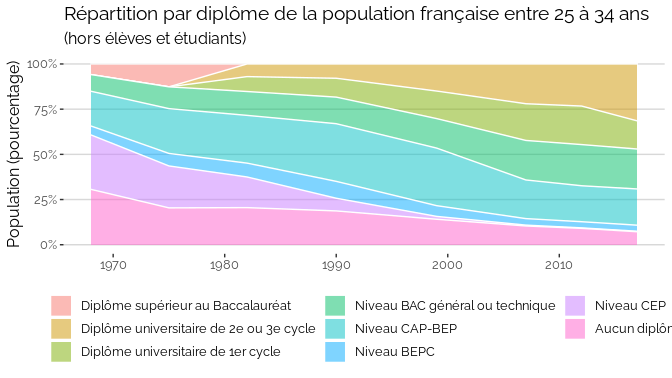 Répartition par diplôme de la population française entre 25 à 34 ans
(hors élèves et étudiants)
Population (pourcentage)
100%
75%
50%
25%
0%
1970 1980 1990 2000 2010
Diplôme supérieur au Baccalauréat
Diplôme universitaire de 2e ou 3e cycle
Diplôme universitaire de 1er cycle
Niveau BAC général ou technique
Niveau CAP-BEP
Niveau BEPC
Niveau CEP
Aucun